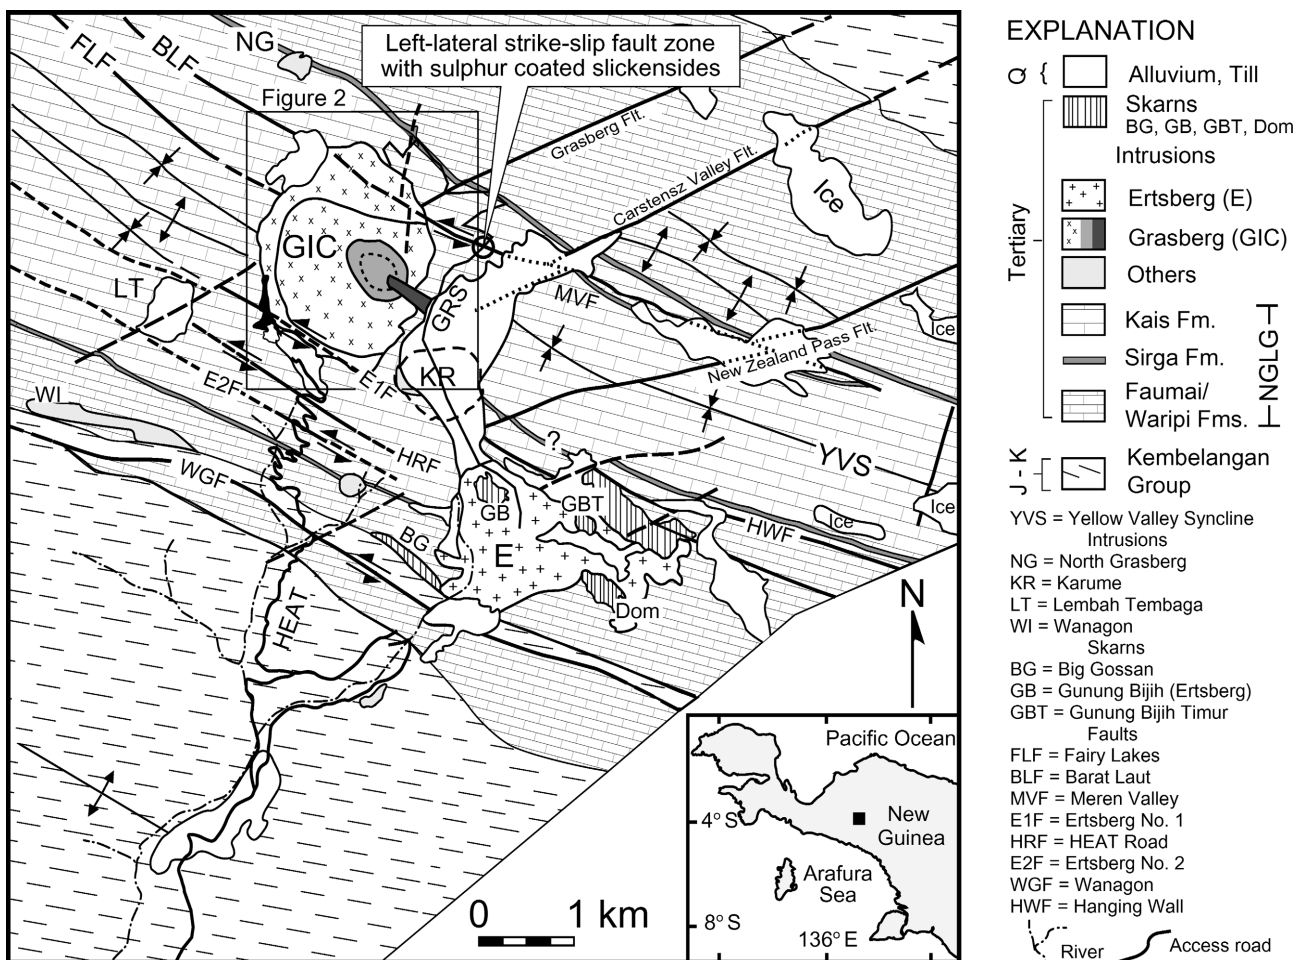 Left-lateral strike-slip fault zone
with sulphur coated slickensides
NG
FLF
BLF
Figure 2
Grasberg Flt.
Carstensz Valley Flt.
Ice
GIC
LT
GRS
MVF
Ice
New Zealand Pass Flt.
KR
E1F
E2F
WI
HRF
WGF
?
YVS
GB
GBT
BG
E
HWF
Ice
Ice
Dom
HEAT
N
0 1 km
Pacific Ocean
4° S
New
Guinea
Arafura
Sea
8° S
136° E
EXPLANATION
Q { Alluvium, Till
Skarns
BG, GB, GBT, Dom
Intrusions
Ertsberg (E)
Grasberg (GIC)
Others
Tertiary
Kais Fm.
Sirga Fm.
Faumai/
Waripi Fms.
NGLG
J - K
Kembelangan
Group
YVS = Yellow Valley Syncline
Intrusions
NG = North Grasberg
KR = Karume
LT = Lembah Tembaga
WI = Wanagon
Skarns
BG = Big Gossan
GB = Gunung Bijih (Ertsberg)
GBT = Gunung Bijih Timur
Faults
FLF = Fairy Lakes
BLF = Barat Laut
MVF = Meren Valley
E1F = Ertsberg No. 1
HRF = HEAT Road
E2F = Ertsberg No. 2
WGF = Wanagon
HWF = Hanging Wall
River
Access road